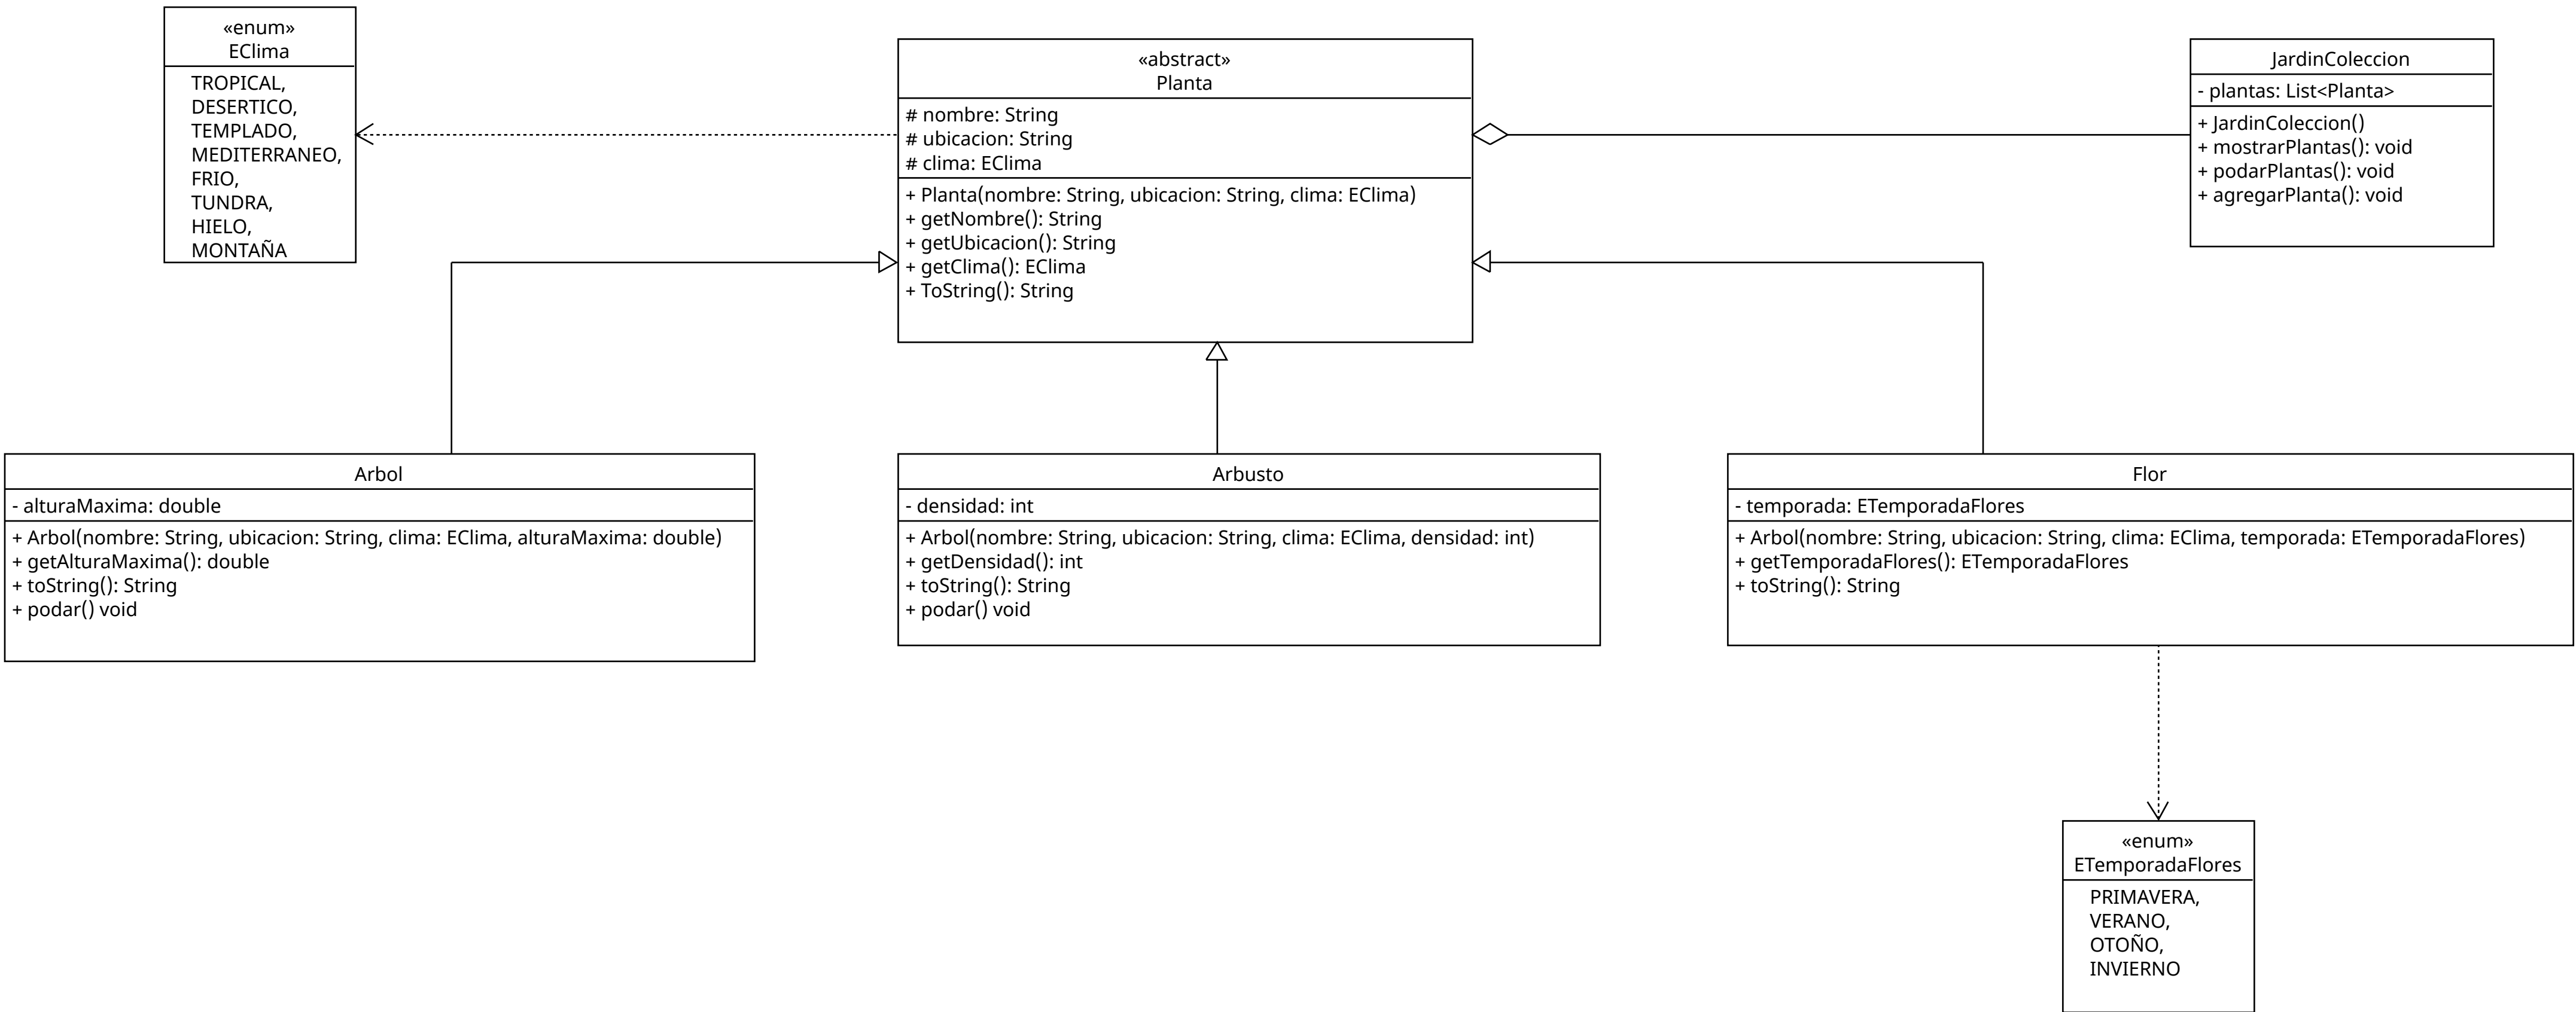 «enum»
EClima
TROPICAL,
DESERTICO,
TEMPLADO,
MEDITERRANEO,
FRIO,
TUNDRA,
HIELO,
MONTAÑA
«abstract»
Planta
# nombre: String
# ubicacion: String
# clima: EClima
+ Planta(nombre: String, ubicacion: String, clima: EClima)
+ getNombre(): String
+ getUbicacion(): String
+ getClima(): EClima
+ ToString(): String
JardinColeccion
- plantas: List<Planta>
+ JardinColeccion()
+ mostrarPlantas(): void
+ podarPlantas(): void
+ agregarPlanta(): void
Arbol
- alturaMaxima: double
+ Arbol(nombre: String, ubicacion: String, clima: EClima, alturaMaxima: double)
+ getAlturaMaxima(): double
+ toString(): String
+ podar() void
Arbusto
- densidad: int
+ Arbol(nombre: String, ubicacion: String, clima: EClima, densidad: int)
+ getDensidad(): int
+ toString(): String
+ podar() void
Flor
- temporada: ETemporadaFlores
+ Arbol(nombre: String, ubicacion: String, clima: EClima, temporada: ETemporadaFlores)
+ getTemporadaFlores(): ETemporadaFlores
+ toString(): String
«enum»
ETemporadaFlores
PRIMAVERA,
VERANO,
OTOÑO,
INVIERNO